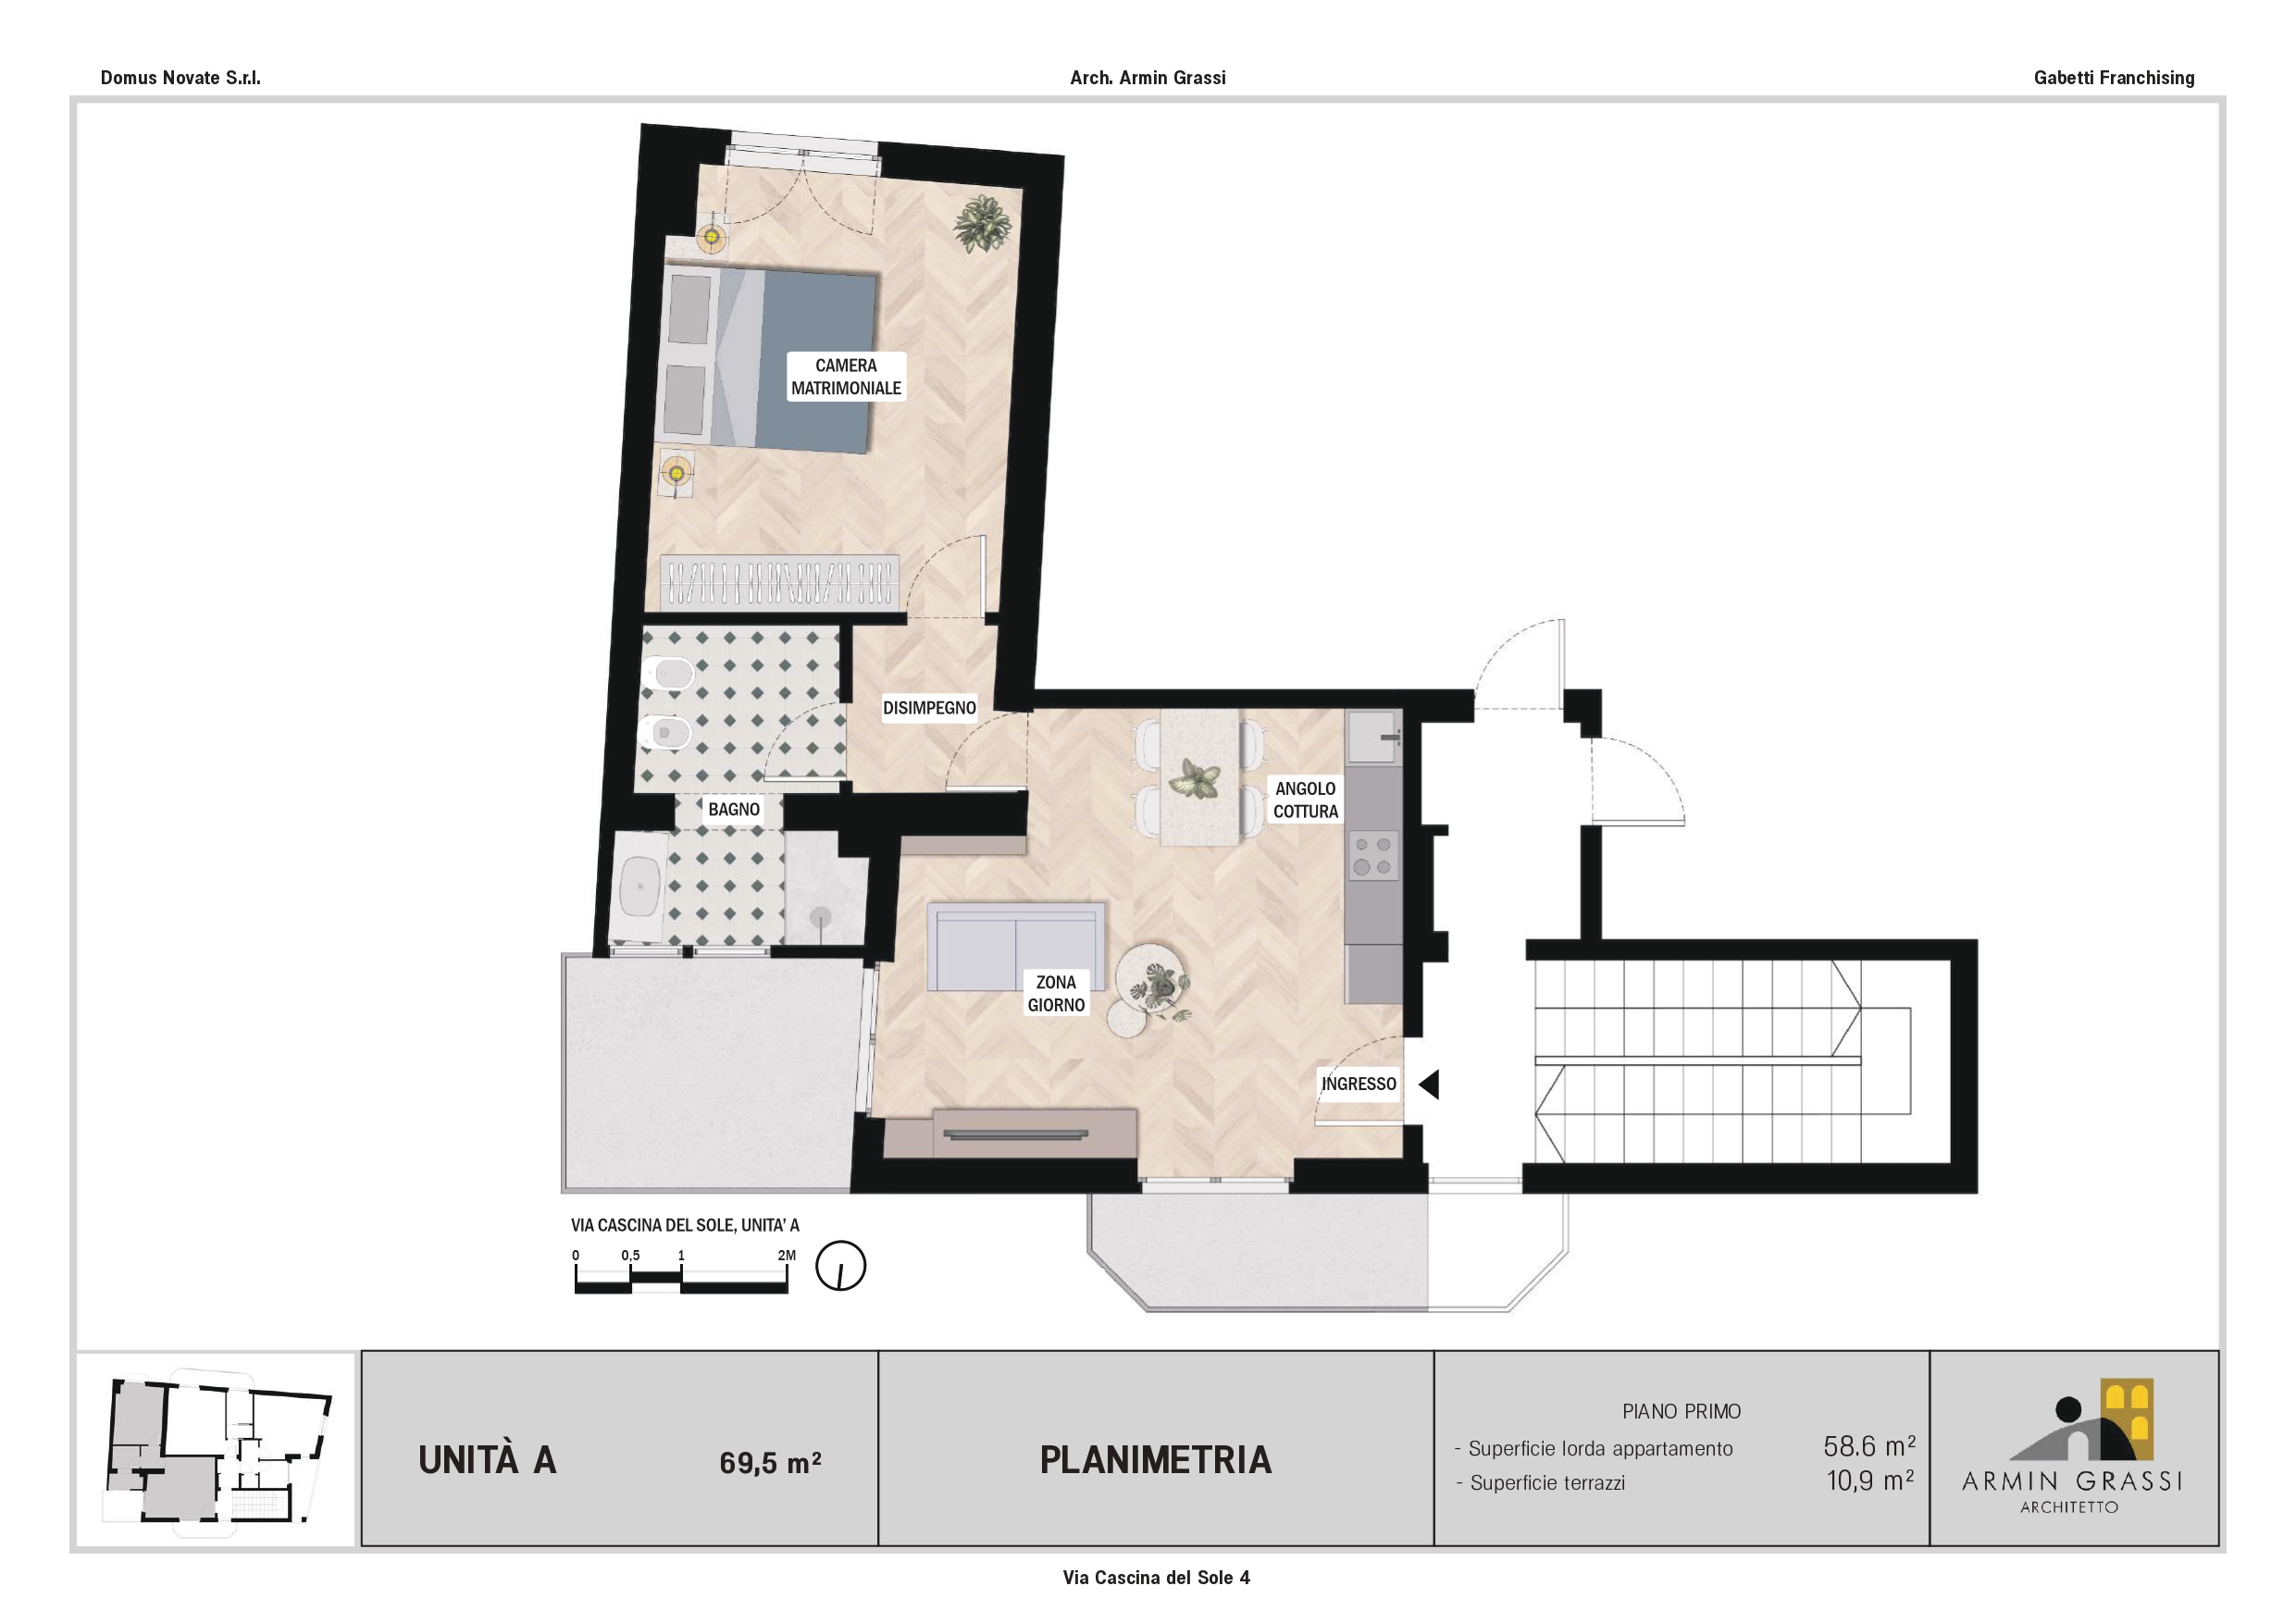 Domus Novate S.r.l.
Arch. Armin Grassi
Gabetti Franchising
CAMERA
MATRIMONIALE
DISIMPEGNO
BAGNO
ANGOLO
COTTURA
ZONA
GIORNO
INGRESSO
VIA CASCINA DEL SOLE, UNITA' A
0 0,5 1 2M
UNITÀ A 69,5 m²
PLANIMETRIA
PIANO PRIMO
- Superficie lorda appartamento 58.6 m²
- Superficie terrazzi 10,9 m²
ARMIN GRASSI
ARCHITETTO
Via Cascina del Sole 4